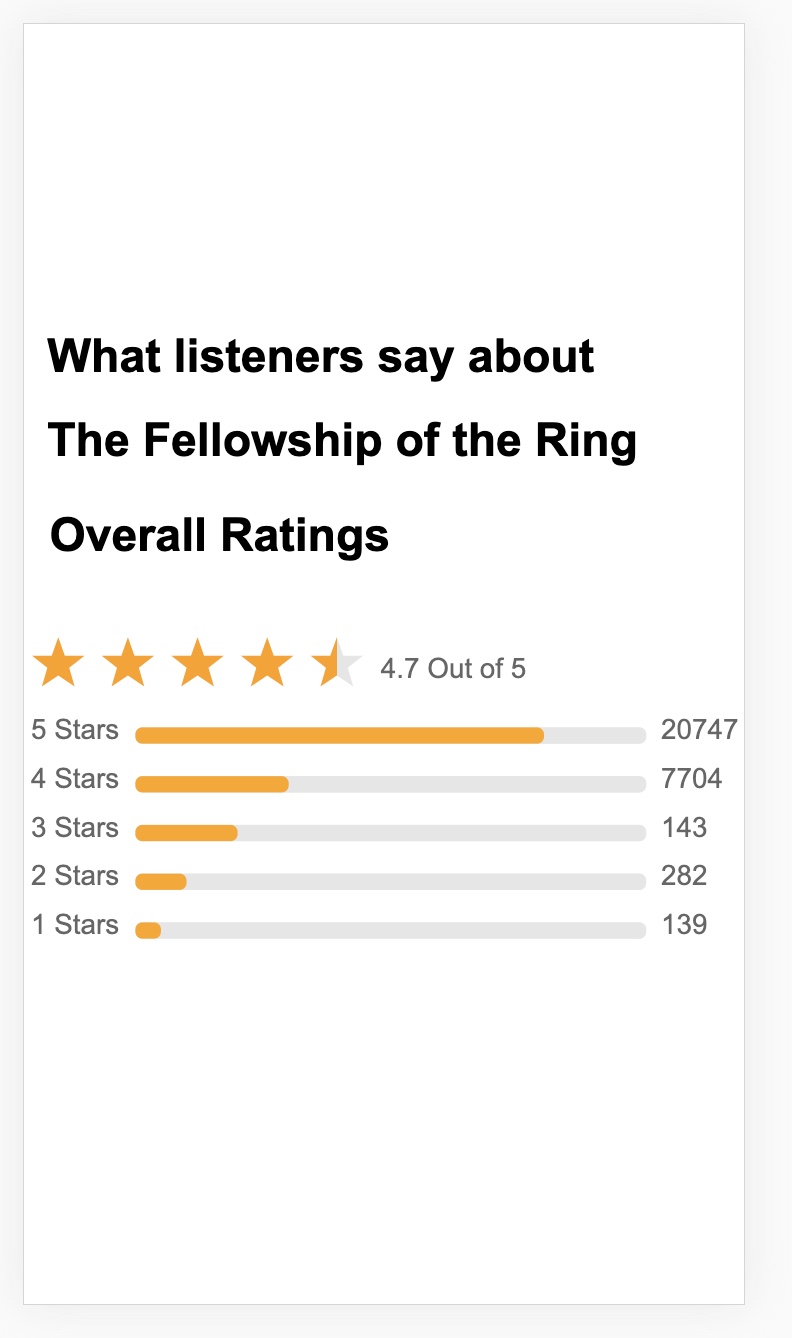 What listeners say about
The Fellowship of the Ring
Overall Ratings
4.7 Out of 5
5 Stars 20747
4 Stars 7704
3 Stars 143
2 Stars 282
1 Stars 139